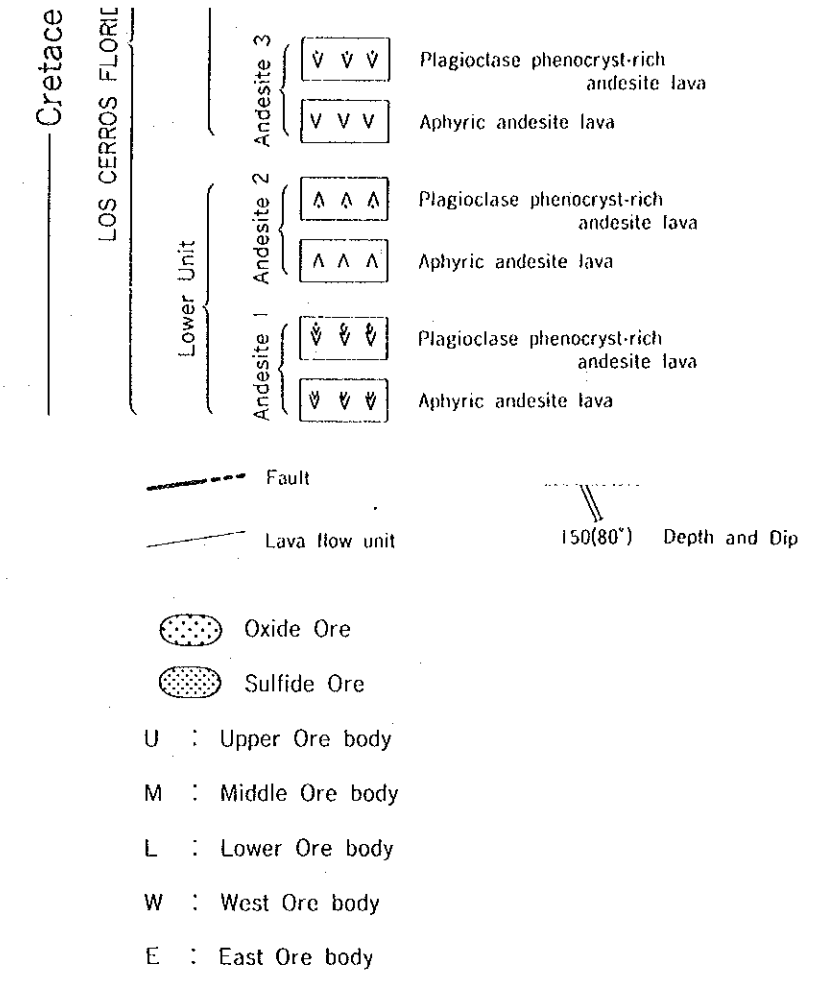 Cretace
LOS CERROS FLORID
Andesite 3
Plagioclase phenocryst-rich
andesite lava
Aphyric andesite lava
Lower Unit
Andesite 2
Plagioclase phenocryst-rich
andesite lava
Aphyric andesite lava
Andesite 1
Plagioclase phenocryst-rich
andesite lava
Aphyric andesite lava
Fault
Lava flow unit
150(80°) Depth and Dip
Oxide Ore
Sulfide Ore
U : Upper Ore body
M : Middle Ore body
L : Lower Ore body
W : West Ore body
E : East Ore body